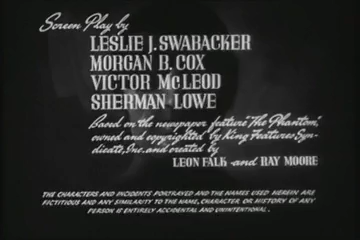 Screen Play by
LESLIE J. SWABACKER
MORGAN B. COX
VICTOR McLEOD
SHERMAN LOWE
Based on the newspaper feature "The Phantom",
owned and copyrighted by King Features Syn-
dicate, Inc. and created by
LEON FALK and RAY MOORE
THE CHARACTERS AND INCIDENTS PORTRAYED AND THE NAMES USED HEREIN ARE
FICTITIOUS AND ANY SIMILARITY TO THE NAME, CHARACTER OR HISTORY OF ANY
PERSON IS ENTIRELY ACCIDENTAL AND UNINTENTIONAL.